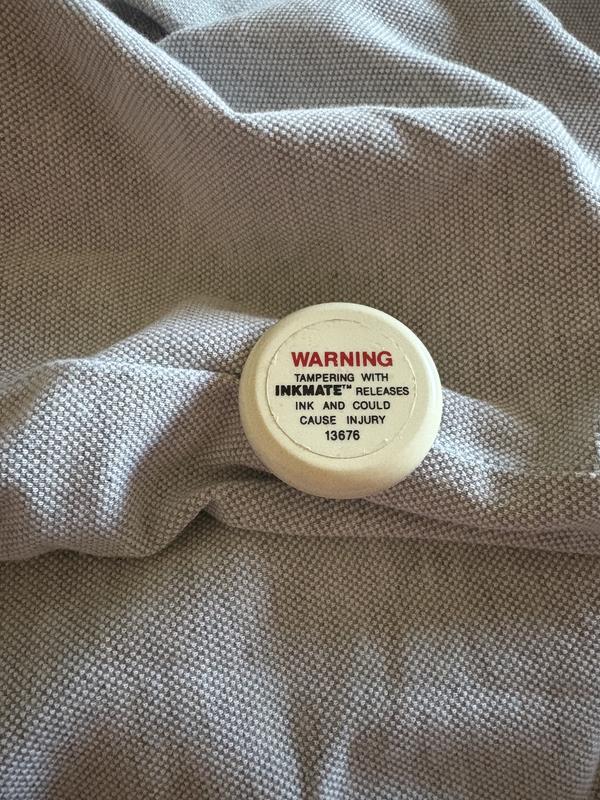 WARNING
TAMPERING WITH
INKMATE™ RELEASES
INK AND COULD
CAUSE INJURY
13676